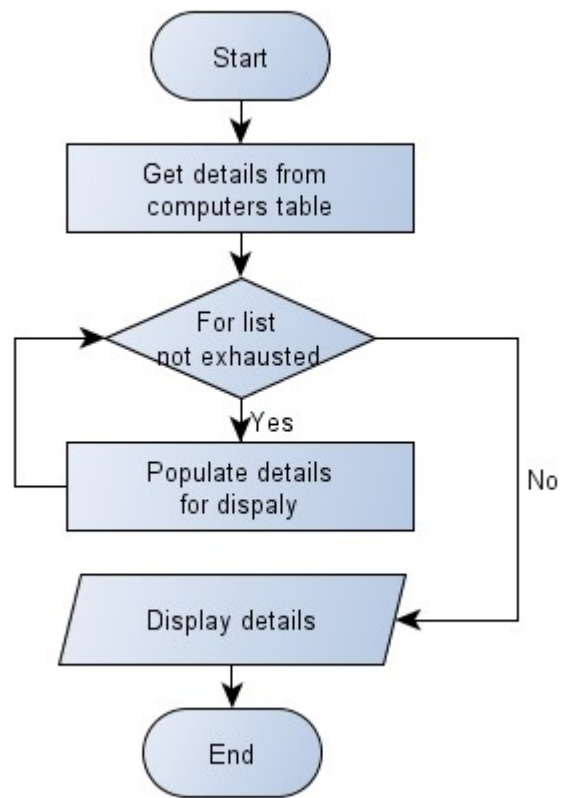 Start
Get details from
computers table
For list
not exhausted
Yes
Populate details
for dispaly
No
Display details
End